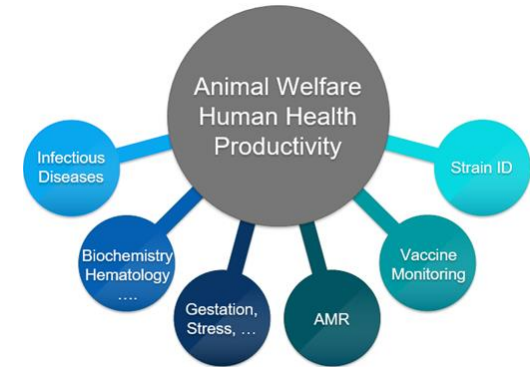 Animal Welfare
Human Health
Productivity
Infectious
Diseases
Biochemistry
Hematology
....
Gestation,
Stress, ...
AMR
Vaccine
Monitoring
Strain ID